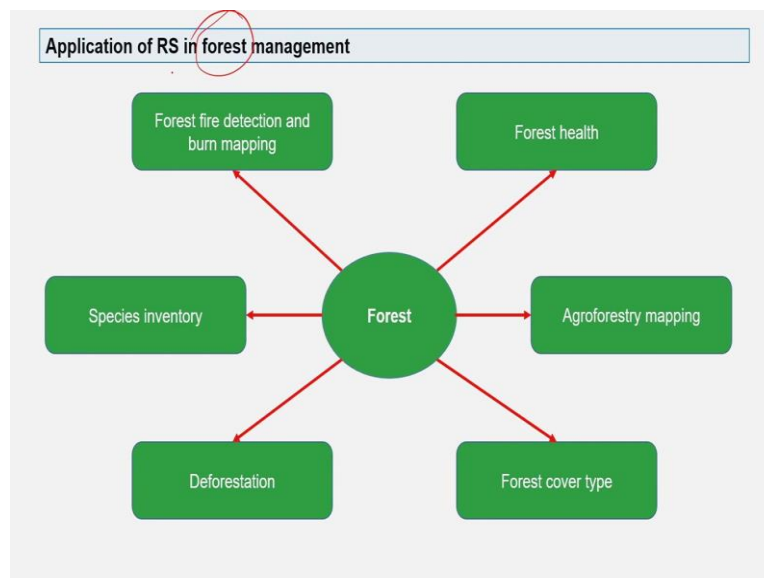 Application of RS in forest management
Forest fire detection and
burn mapping
Forest health
Species inventory
Forest
Agroforestry mapping
Deforestation
Forest cover type